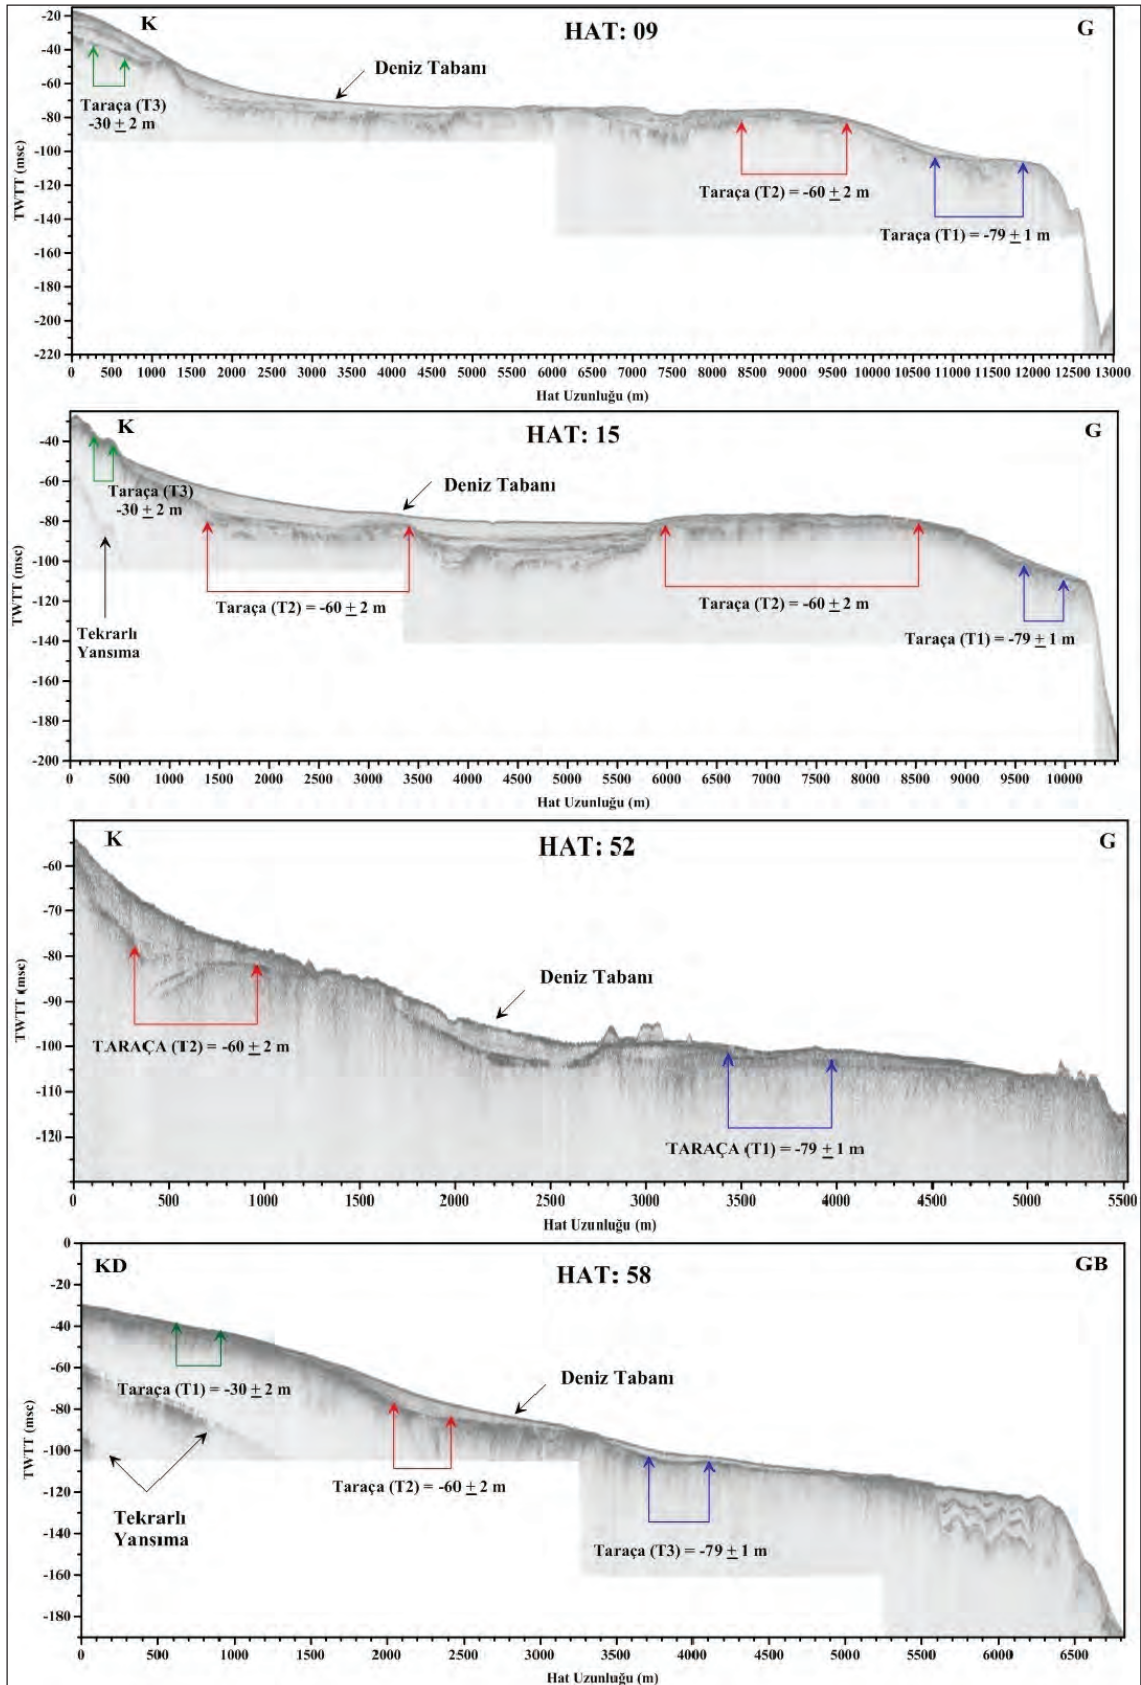 K
HAT: 09
G
Deniz Tabanı
Taraça (T3)
-30 ± 2 m
Taraça (T2) = -60 ± 2 m
Taraça (T1) = -79 ± 1 m
TWTT (msc)
-20
-40
-60
-80
-100
-120
-140
-160
-180
-200
-220
0 500 1000 1500 2000 2500 3000 3500 4000 4500 5000 5500 6000 6500 7000 7500 8000 8500 9000 9500 10000 10500 11000 11500 12000 12500 13000
Hat Uzunluğu (m)
K
HAT: 15
G
Deniz Tabanı
Taraça (T3)
-30 ± 2 m
Taraça (T2) = -60 ± 2 m
Taraça (T2) = -60 ± 2 m
Taraça (T1) = -79 ± 1 m
Tekrarlı
Yansıma
TWTT (msc)
-40
-60
-80
-100
-120
-140
-160
-180
-200
0 500 1000 1500 2000 2500 3000 3500 4000 4500 5000 5500 6000 6500 7000 7500 8000 8500 9000 9500 10000
Hat Uzunluğu (m)
K
HAT: 52
G
Deniz Tabanı
TARAÇA (T2) = -60 ± 2 m
TARAÇA (T1) = -79 ± 1 m
TWTT (msc)
-60
-70
-80
-90
-100
-110
-120
0 500 1000 1500 2000 2500 3000 3500 4000 4500 5000 5500
Hat Uzunluğu (m)
KD
HAT: 58
GB
Deniz Tabanı
Taraça (T1) = -30 ± 2 m
Taraça (T2) = -60 ± 2 m
Taraça (T3) = -79 ± 1 m
Tekrarlı
Yansıma
TWTT (msc)
0
-20
-40
-60
-80
-100
-120
-140
-160
-180
0 500 1000 1500 2000 2500 3000 3500 4000 4500 5000 5500 6000 6500
Hat Uzunluğu (m)